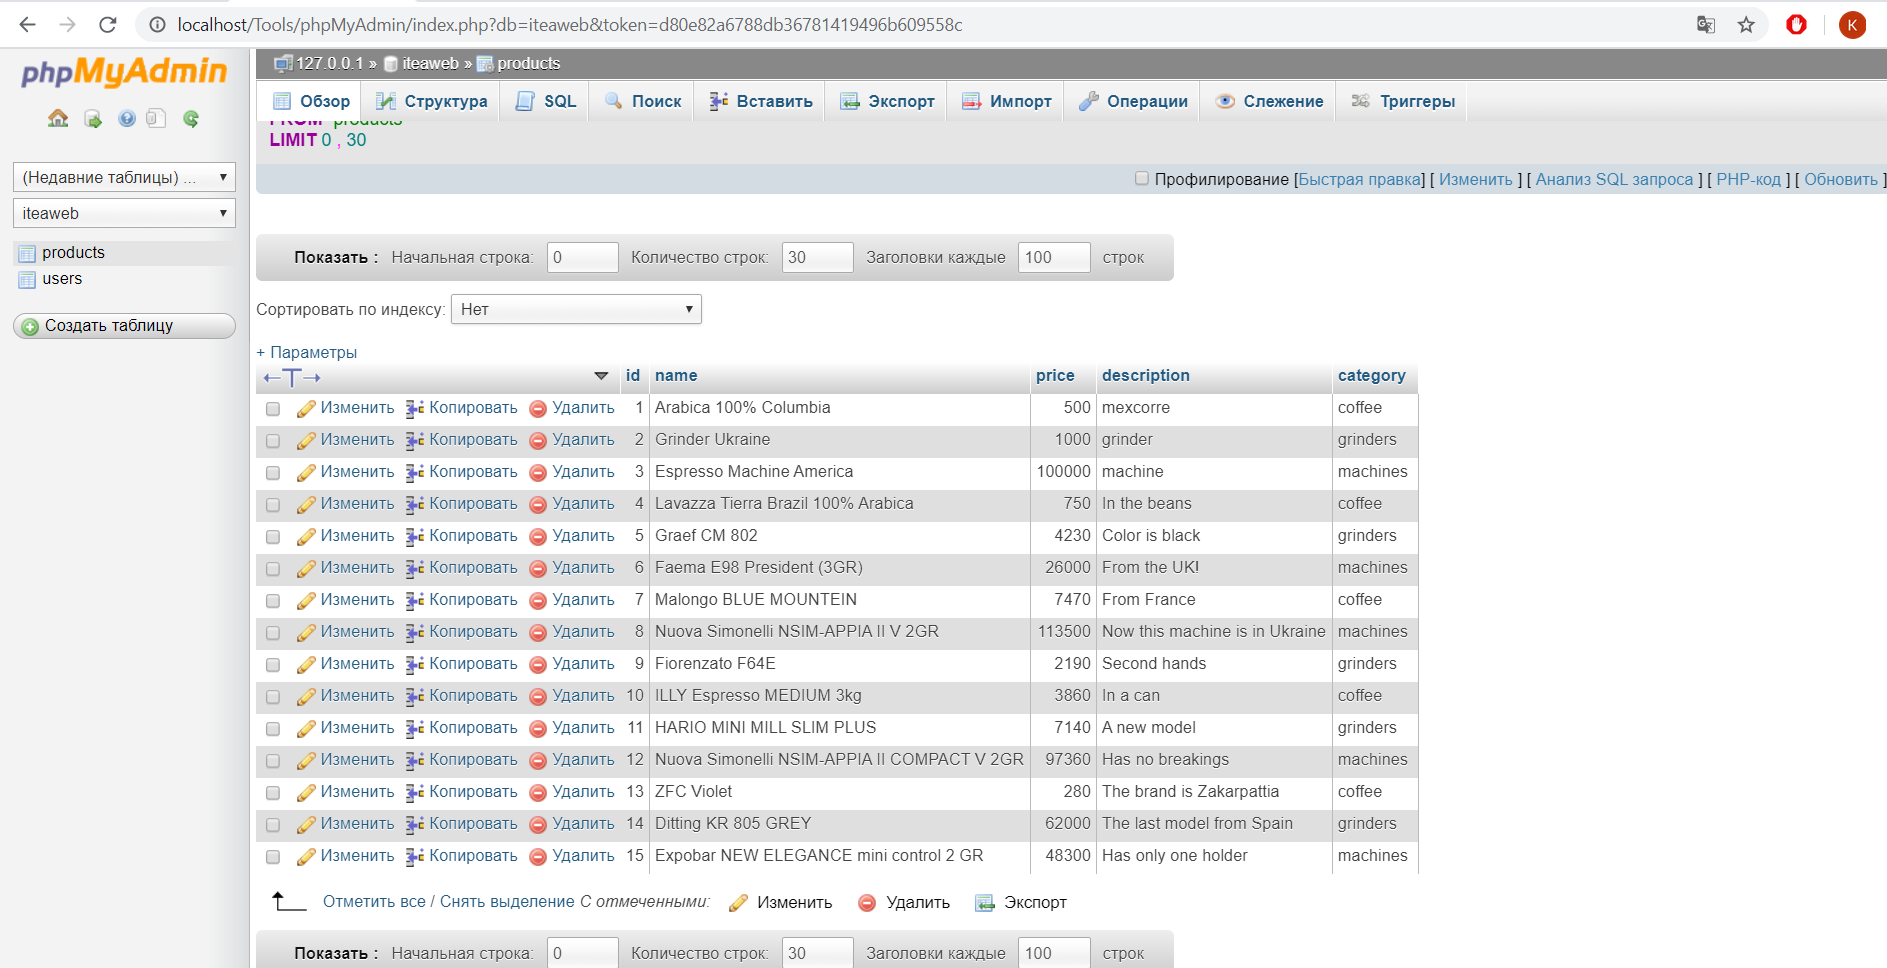 localhost/Tools/phpMyAdmin/index.php?db=iteaweb&token=d80e82a6788db36781419496b609558c
K
phpMyAdmin
(Недавние таблицы) ...
iteaweb
products
users
Создать таблицу
127.0.0.1 » iteaweb » products
Обзор Структура SQL Поиск Вставить Экспорт Импорт Операции Слежение Триггеры
FROM products
LIMIT 0 , 30
Профилирование [Быстрая правка] [ Изменить ] [ Анализ SQL запроса ] [ PHP-код ] [ Обновить ]
Показать : Начальная строка: 0 Количество строк: 30 Заголовки каждые 100 строк
Сортировать по индексу: Нет
+ Параметры
←T→ id name price description category
Изменить Копировать Удалить 1 Arabica 100% Columbia 500 mexcorre coffee
Изменить Копировать Удалить 2 Grinder Ukraine 1000 grinder grinders
Изменить Копировать Удалить 3 Espresso Machine America 100000 machine machines
Изменить Копировать Удалить 4 Lavazza Tierra Brazil 100% Arabica 750 In the beans coffee
Изменить Копировать Удалить 5 Graef CM 802 4230 Color is black grinders
Изменить Копировать Удалить 6 Faema E98 President (3GR) 26000 From the UK! machines
Изменить Копировать Удалить 7 Malongo BLUE MOUNTEIN 7470 From France coffee
Изменить Копировать Удалить 8 Nuova Simonelli NSIM-APPIA II V 2GR 113500 Now this machine is in Ukraine machines
Изменить Копировать Удалить 9 Fiorenzato F64E 2190 Second hands grinders
Изменить Копировать Удалить 10 ILLY Espresso MEDIUM 3kg 3860 In a can coffee
Изменить Копировать Удалить 11 HARIO MINI MILL SLIM PLUS 7140 A new model grinders
Изменить Копировать Удалить 12 Nuova Simonelli NSIM-APPIA II COMPACT V 2GR 97360 Has no breakings machines
Изменить Копировать Удалить 13 ZFC Violet 280 The brand is Zakarpattia coffee
Изменить Копировать Удалить 14 Ditting KR 805 GREY 62000 The last model from Spain grinders
Изменить Копировать Удалить 15 Expobar NEW ELEGANCE mini control 2 GR 48300 Has only one holder machines
Отметить все / Снять выделение С отмеченными: Изменить Удалить Экспорт
Показать : Начальная строка: 0 Количество строк: 30 Заголовки каждые 100 строк